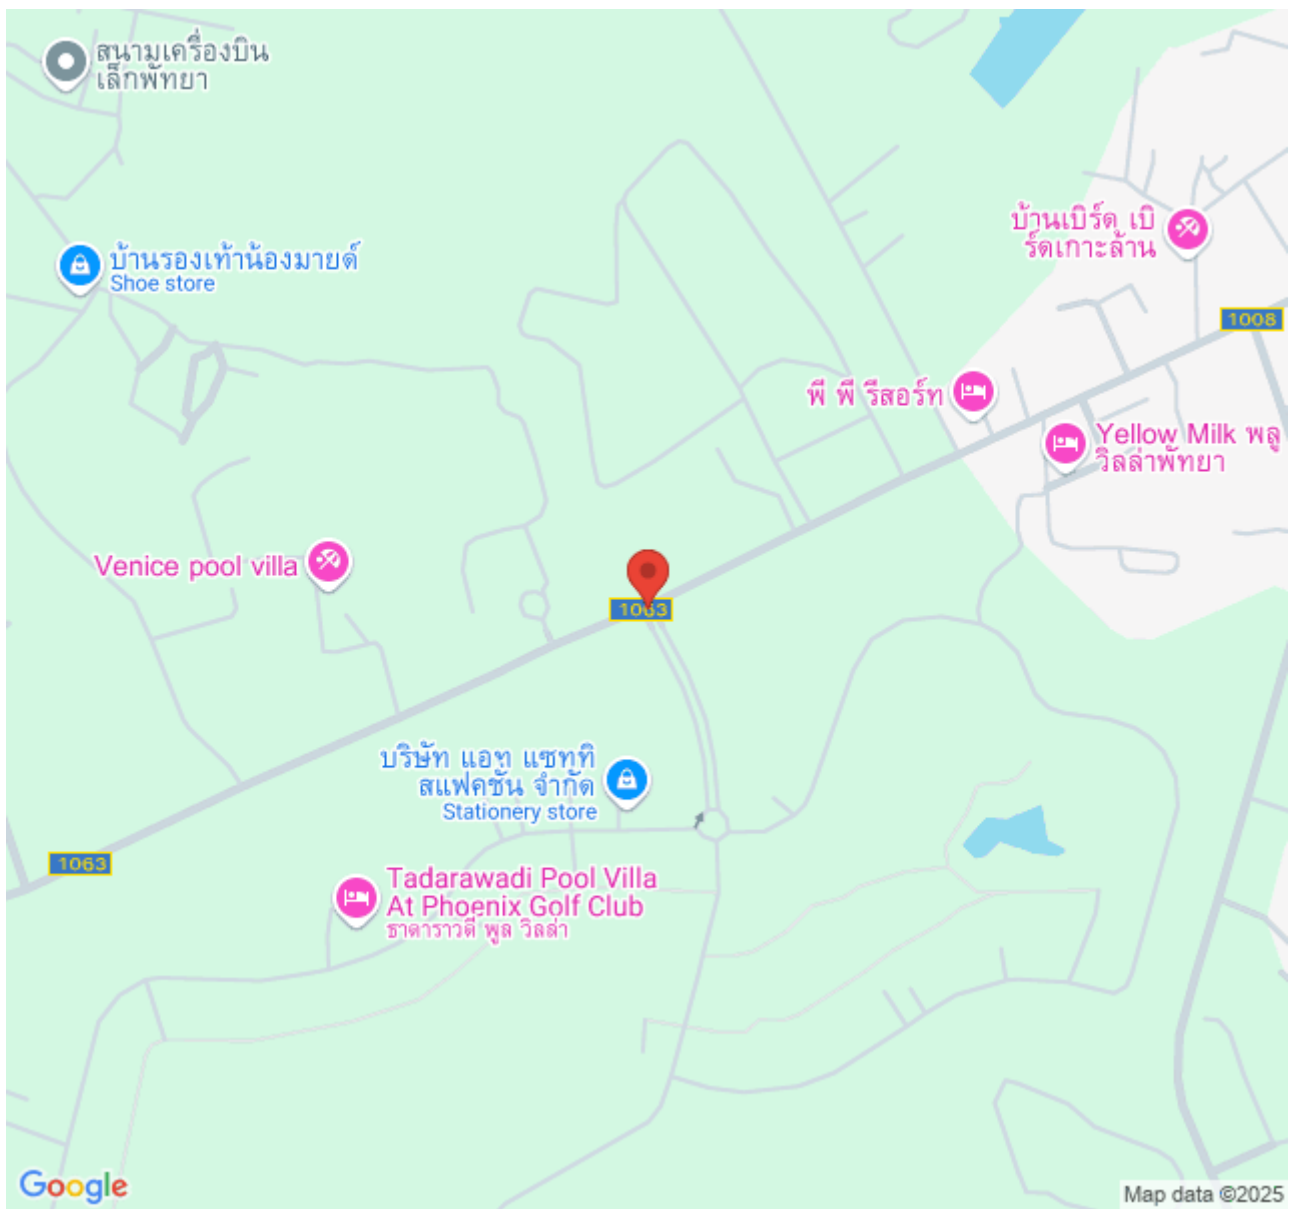 สนามเครื่องบิน
เล็กพัทยา
บ้านเบิร์ด เบิ
ร์ดเกาะล้าน
บ้านรองเท้าน้องมายด์
Shoe store
1008
พี พี รีสอร์ท
Yellow Milk พลู
วิลล่าพัทยา
Venice pool villa
1063
บริษัท แอท แซทที
สแฟคชั่น จำกัด
Stationery store
1063
Tadarawadi Pool Villa
At Phoenix Golf Club
ธาดาราวดี พูล วิลล่า
Google
Map data ©2025